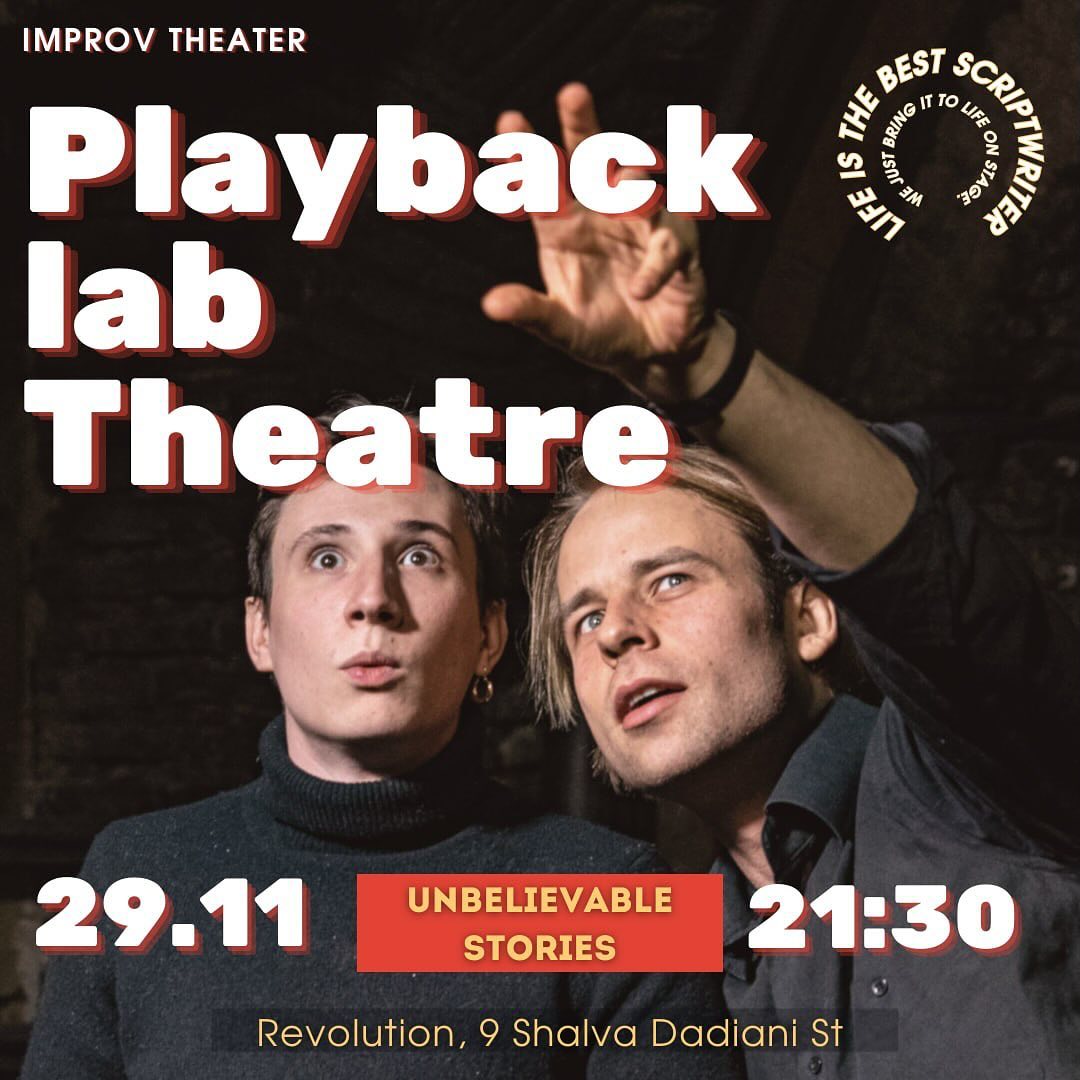 IMPROV THEATER
Playback
lab
Theatre
LIFE IS THE BEST SCRIPTWRITER
WE JUST BRING IT TO LIFE ON STAGE.
29.11
UNBELIEVABLE
STORIES
21:30
Revolution, 9 Shalva Dadiani St